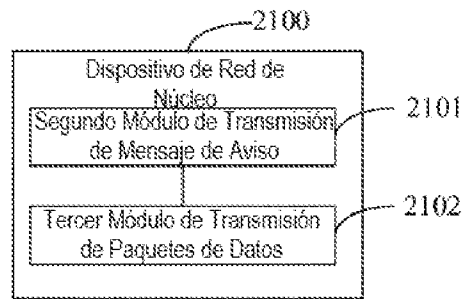 2100
Dispositivo de Red de
Núcleo
Segundo Módulo de Transmisión
de Mensaje de Aviso
2101
Tercer Módulo de Transmisión
de Paquetes de Datos
2102